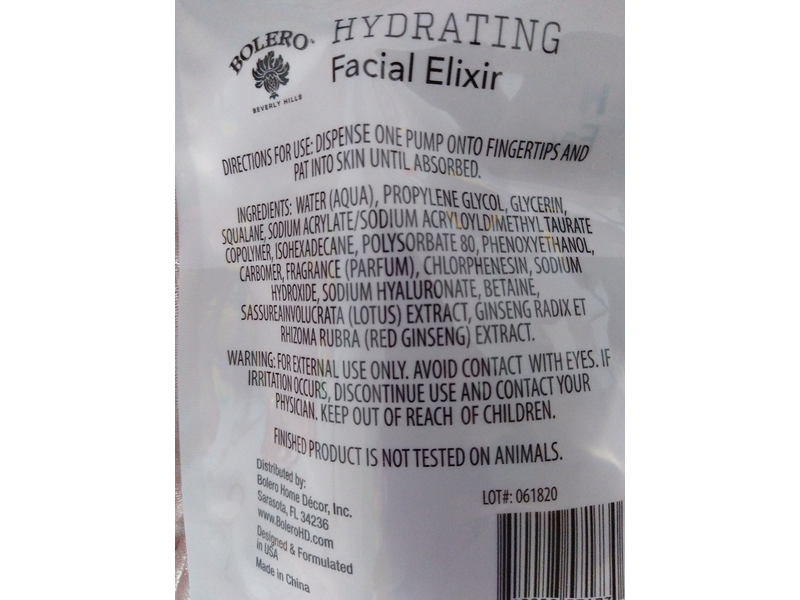 BOLERO™
BEVERLY HILLS
HYDRATING
Facial Elixir
DIRECTIONS FOR USE: DISPENSE ONE PUMP ONTO FINGERTIPS AND
PAT INTO SKIN UNTIL ABSORBED.
INGREDIENTS: WATER (AQUA), PROPYLENE GLYCOL, GLYCERIN,
SQUALANE, SODIUM ACRYLATE/SODIUM ACRYLOYLDIMETHYL TAURATE
COPOLYMER, ISOHEXADECANE, POLYSORBATE 80, PHENOXYETHANOL,
CARBOMER, FRAGRANCE (PARFUM), CHLORPHENESIN, SODIUM
HYDROXIDE, SODIUM HYALURONATE, BETAINE,
SASSUREAINVOLUCRATA (LOTUS) EXTRACT, GINSENG RADIX ET
RHIZOMA RUBRA (RED GINSENG) EXTRACT.
WARNING: FOR EXTERNAL USE ONLY. AVOID CONTACT WITH EYES. IF
IRRITATION OCCURS, DISCONTINUE USE AND CONTACT YOUR
PHYSICIAN. KEEP OUT OF REACH OF CHILDREN.
FINISHED PRODUCT IS NOT TESTED ON ANIMALS.
Distributed by:
Bolero Home Décor, Inc.
Sarasota, FL 34236
www.BoleroHD.com
Designed & Formulated
in USA
Made in China
LOT#: 061820